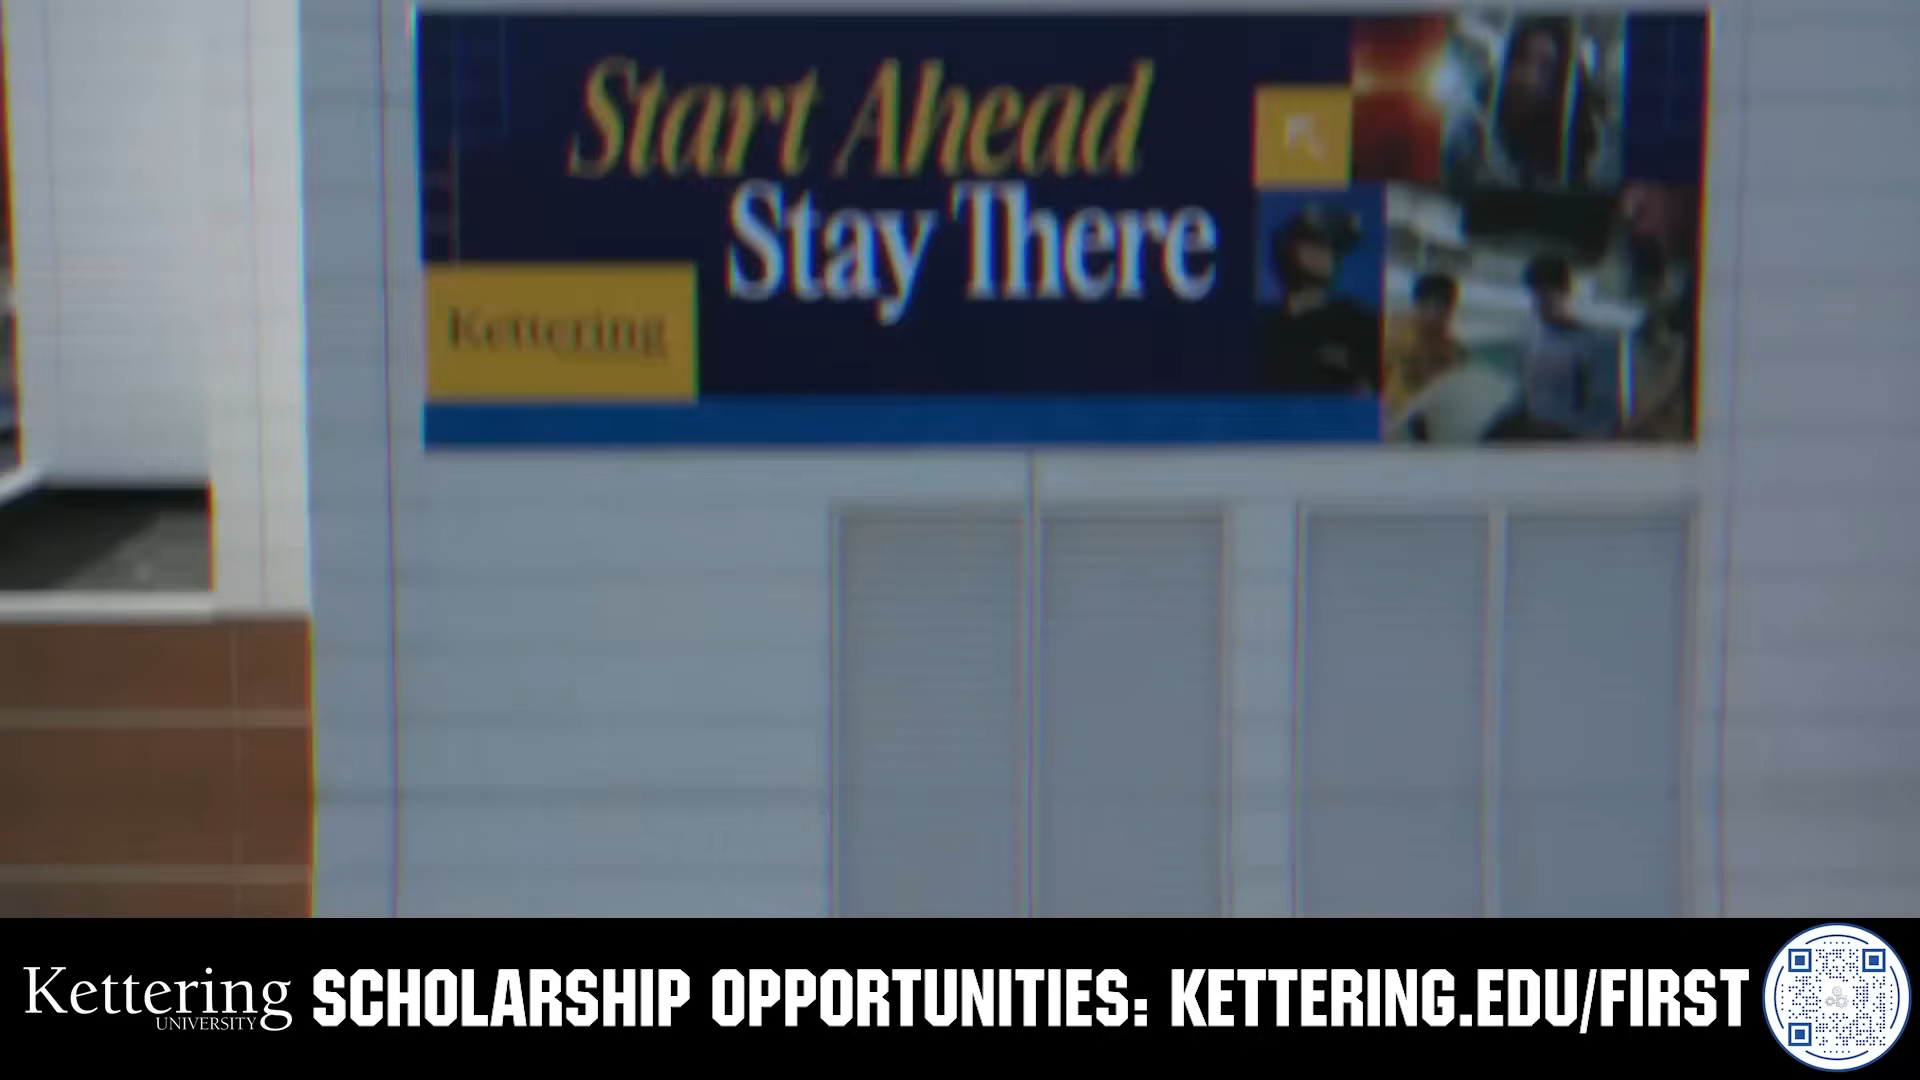 Start Ahead
Stay There
Kettering
Kettering
UNIVERSITY
SCHOLARSHIP OPPORTUNITIES: KETTERING.EDU/FIRST